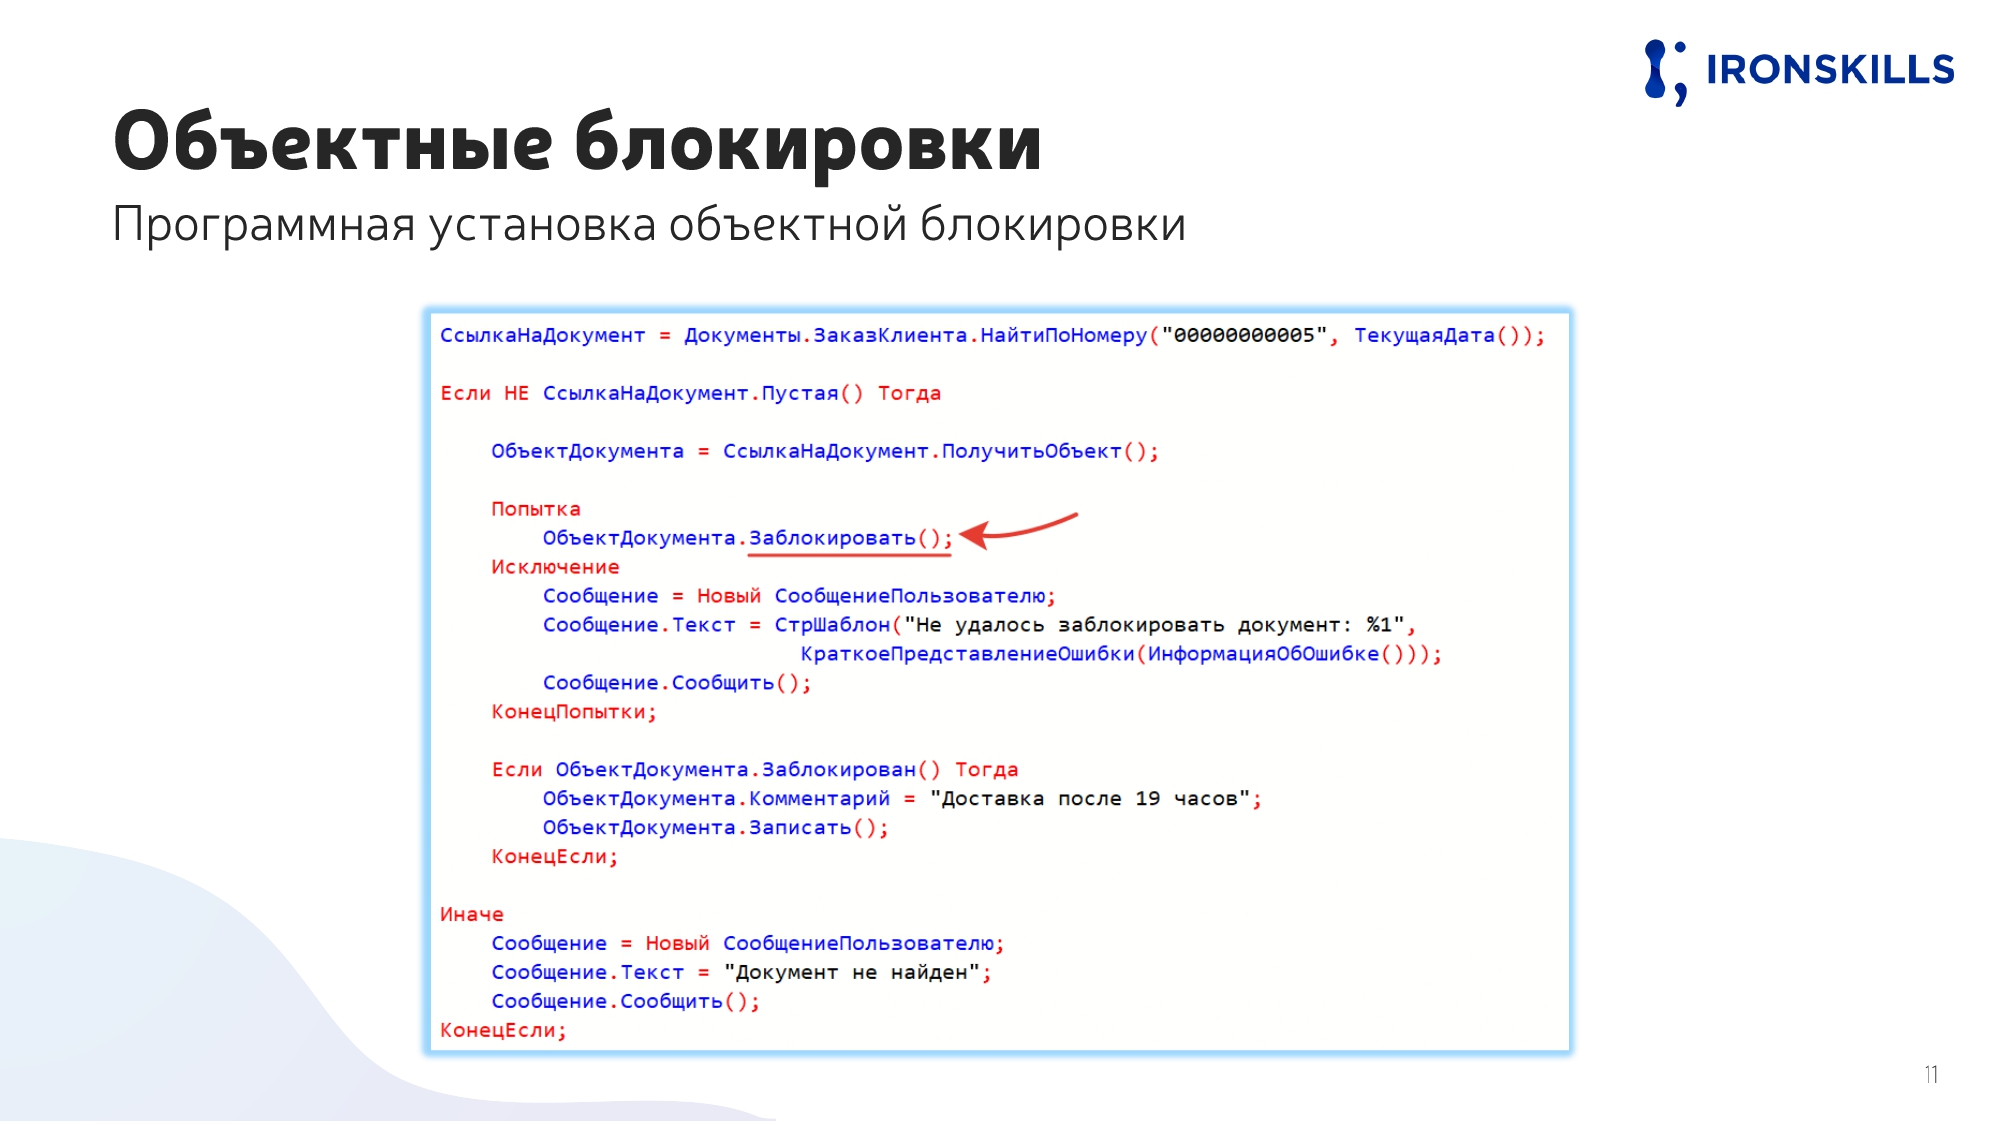 IRONSKILLS
Объектные блокировки
Программная установка объектной блокировки
СсылкаНаДокумент = Документы.ЗаказКлиента.НайтиПоНомеру("00000000005", ТекущаяДата());
Если НЕ СсылкаНаДокумент.Пустая() Тогда
ОбъектДокумента = СсылкаНаДокумент.ПолучитьОбъект();
Попытка
ОбъектДокумента.Заблокировать();
Исключение
Сообщение = Новый СообщениеПользователю;
Сообщение.Текст = СтрШаблон("Не удалось заблокировать документ: %1",
КраткоеПредставлениеОшибки(ИнформацияОбОшибке()));
Сообщение.Сообщить();
КонецПопытки;
Если ОбъектДокумента.Заблокирован() Тогда
ОбъектДокумента.Комментарий = "Доставка после 19 часов";
ОбъектДокумента.Записать();
КонецЕсли;
Иначе
Сообщение = Новый СообщениеПользователю;
Сообщение.Текст = "Документ не найден";
Сообщение.Сообщить();
КонецЕсли;
11